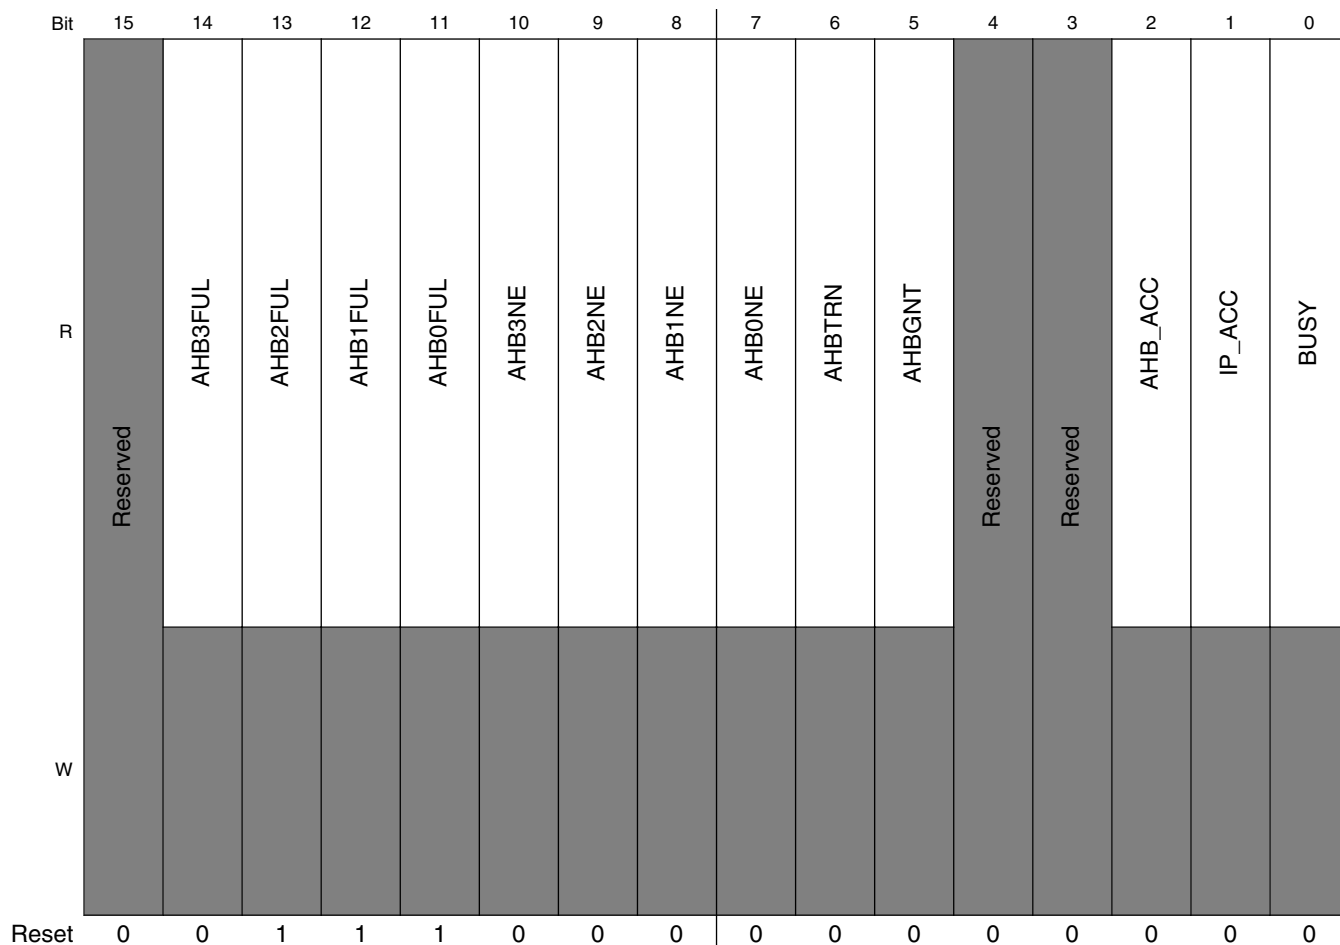 Bit 15 14 13 12 11 10 9 8 7 6 5 4 3 2 1 0
R Reserved AHB3FUL AHB2FUL AHB1FUL AHB0FUL AHB3NE AHB2NE AHB1NE AHB0NE AHBTRN AHBGNT Reserved Reserved AHB_ACC IP_ACC BUSY
W
Reset 0 0 1 1 1 0 0 0 0 0 0 0 0 0 0 0